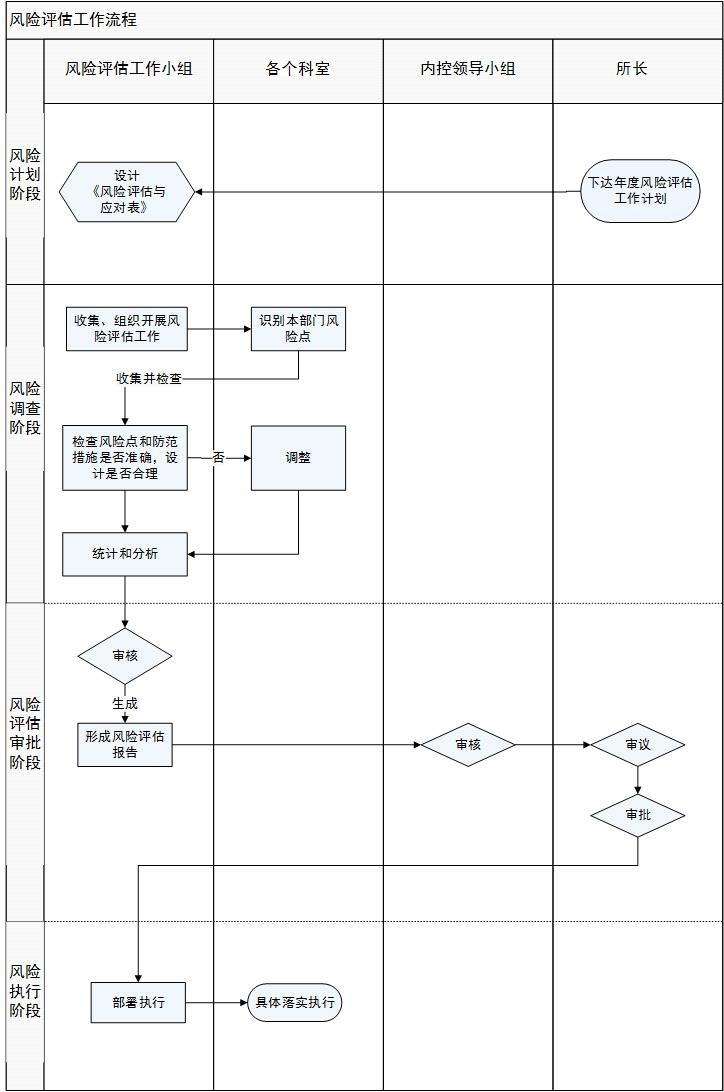 风险评估工作流程
风险评估工作小组
各个科室
内控领导小组
所长
风险
计划
阶段
设计
《风险评估与
应对表》
下达年度风险评估
工作计划
风险
调查
阶段
收集、组织开展风
险评估工作
识别本部门风
险点
收集并检查
检查风险点和防范
措施是否准确，设
计是否合理
否
调整
统计和分析
风险
评估
审批
阶段
审核
生成
形成风险评估
报告
审核
审议
审批
风险
执行
阶段
部署执行
具体落实执行